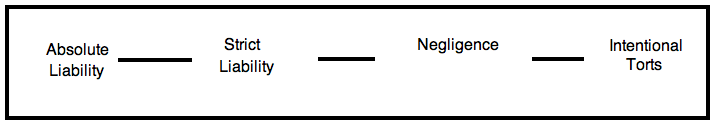 Absolute
Liability
Strict
Liability
Negligence
Intentional
Torts